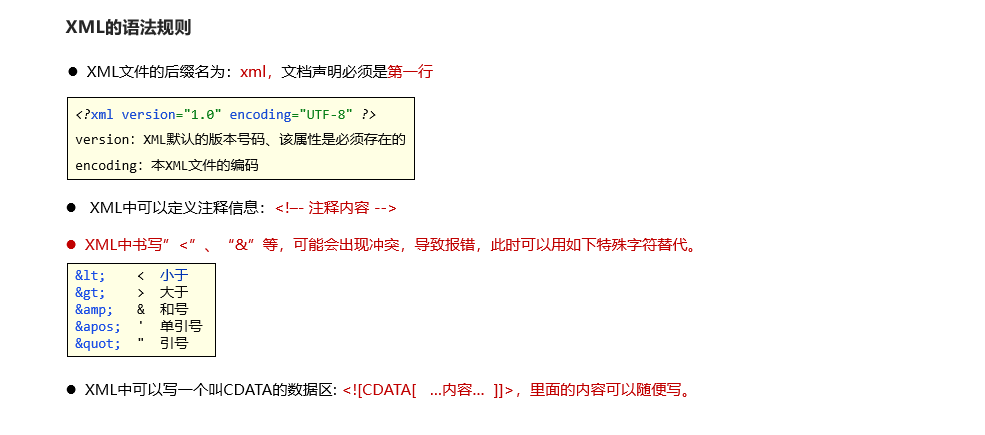 XML的语法规则
● XML文件的后缀名为：xml，文档声明必须是第一行
<?xml version="1.0" encoding="UTF-8" ?>
version：XML默认的版本号码、该属性是必须存在的
encoding：本XML文件的编码
● XML中可以定义注释信息：<!–- 注释内容 -->
● XML中书写”<”、“&”等，可能会出现冲突，导致报错，此时可以用如下特殊字符替代。
&lt; < 小于
&gt; > 大于
&amp; & 和号
&apos; ' 单引号
&quot; " 引号
● XML中可以写一个叫CDATA的数据区: <![CDATA[ …内容… ]]>，里面的内容可以随便写。